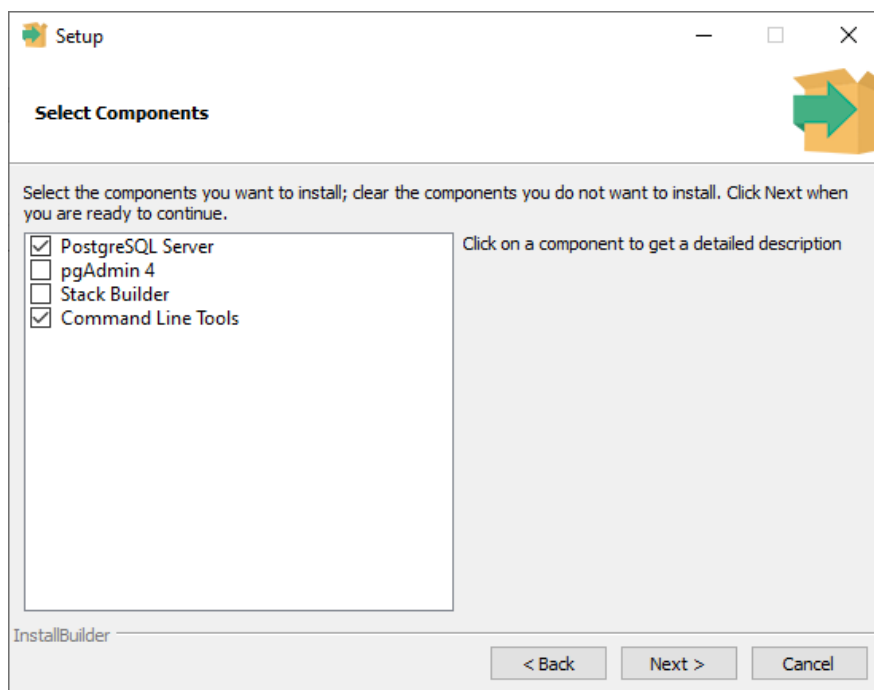 Setup
Select Components
Select the components you want to install; clear the components you do not want to install. Click Next when
you are ready to continue.
PostgreSQL Server
pgAdmin 4
Stack Builder
Command Line Tools
Click on a component to get a detailed description
InstallBuilder
< Back
Next >
Cancel